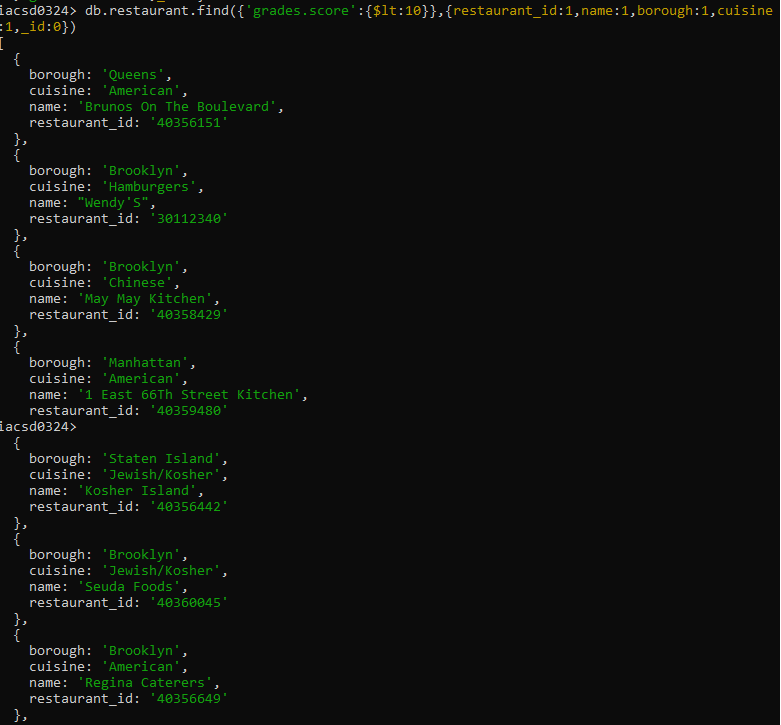 iacsd0324> db.restaurant.find({'grades.score':{$lt:10}},{restaurant_id:1,name:1,borough:1,cuisine
:1,_id:0})
[
  {
    borough: 'Queens',
    cuisine: 'American',
    name: 'Brunos On The Boulevard',
    restaurant_id: '40356151'
  },
  {
    borough: 'Brooklyn',
    cuisine: 'Hamburgers',
    name: "Wendy'S",
    restaurant_id: '30112340'
  },
  {
    borough: 'Brooklyn',
    cuisine: 'Chinese',
    name: 'May May Kitchen',
    restaurant_id: '40358429'
  },
  {
    borough: 'Manhattan',
    cuisine: 'American',
    name: '1 East 66Th Street Kitchen',
    restaurant_id: '40359480'
iacsd0324>
  {
    borough: 'Staten Island',
    cuisine: 'Jewish/Kosher',
    name: 'Kosher Island',
    restaurant_id: '40356442'
  },
  {
    borough: 'Brooklyn',
    cuisine: 'Jewish/Kosher',
    name: 'Seuda Foods',
    restaurant_id: '40360045'
  },
  {
    borough: 'Brooklyn',
    cuisine: 'American',
    name: 'Regina Caterers',
    restaurant_id: '40356649'
  },